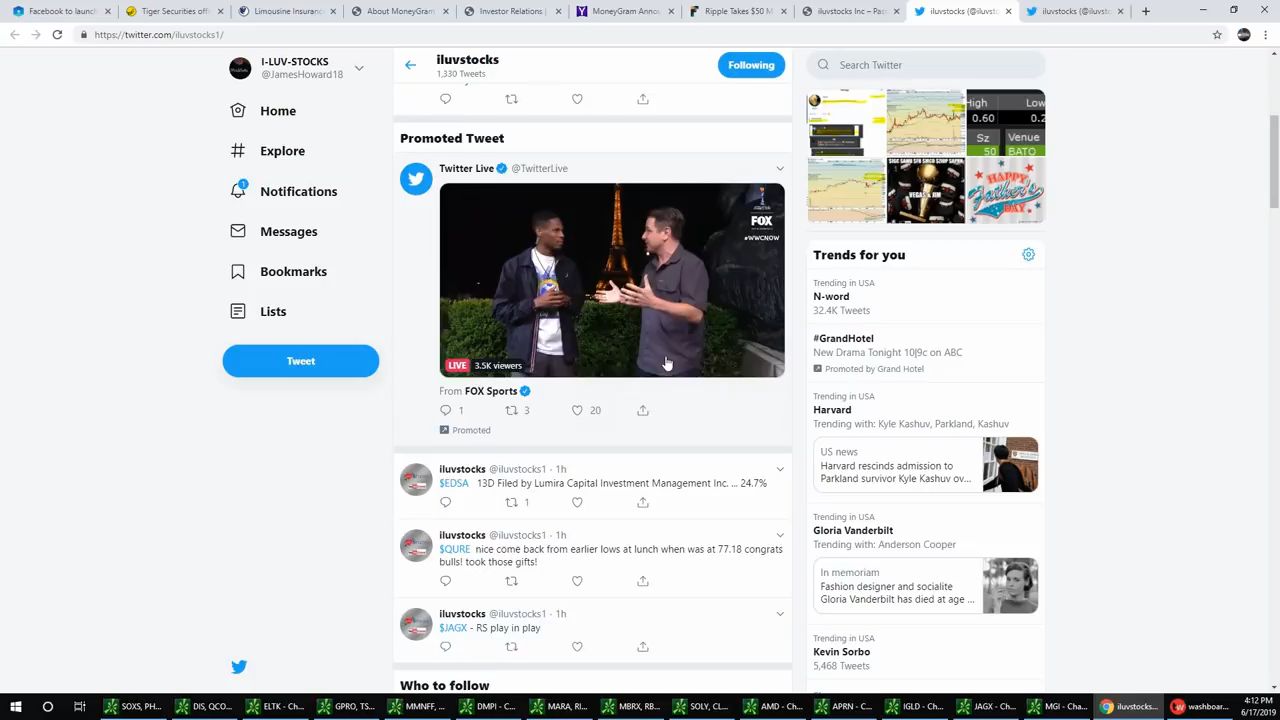 Facebook to launch
Tiger Securities offi
Limousine Insuranc
About MoneyGram
Investor Relations |
MoneyGram Annou
Ripple Takes $50 M
iluvstocks Inc – Pas
iluvstocks (@iluvst
iluvstocks (@iluvst
https://twitter.com/iluvstocks1/
I-LUV-STOCKS
@JamesHoward18
Home
Explore
1
Notifications
Messages
Bookmarks
Lists
Tweet
iluvstocks
1,330 Tweets
Following
Promoted Tweet
Twitter Live @TwitterLive
FOX
#WWCNOW
LIVE 3.5K viewers
From FOX Sports
1 3 20
Promoted
iluvstocks @iluvstocks1 · 1h
$EDSA 13D Filed by Lumira Capital Investment Management Inc. ... 24.7%
1
iluvstocks @iluvstocks1 · 1h
$QURE nice come back from earlier lows at lunch when was at 77.18 congrats
bulls! took those gifts!
iluvstocks @iluvstocks1 · 1h
$JAGX - RS play in play
Who to follow
Search Twitter
High Low
0.60 0.2
Sz Venue
50 BATO
VEGAS & JIM
HAPPY
Father's
DAY
Trends for you
Trending in USA
N-word
32.4K Tweets
#GrandHotel
New Drama Tonight 10|9c on ABC
Promoted by Grand Hotel
Trending in USA
Harvard
Trending with: Kyle Kashuv, Parkland, Kashuv
US news
Harvard rescinds admission to
Parkland survivor Kyle Kashuv ov...
Trending in USA
Gloria Vanderbilt
Trending with: Anderson Cooper
In memoriam
Fashion designer and socialite
Gloria Vanderbilt has died at age ...
Trending in USA
Kevin Sorbo
5,468 Tweets
SOXS, PH...
DIS, QCO...
ELTK - Ch...
MMNFF, ...
DMPI - C...
MARA, RI...
MBRX, RB...
SOLY, CL...
AMD - Ch...
APRN - C...
IGLD - Ch...
JAGX - Ch...
MGI - Cha...
iluvstocks...
washboar...
4:12 PM
6/17/2019